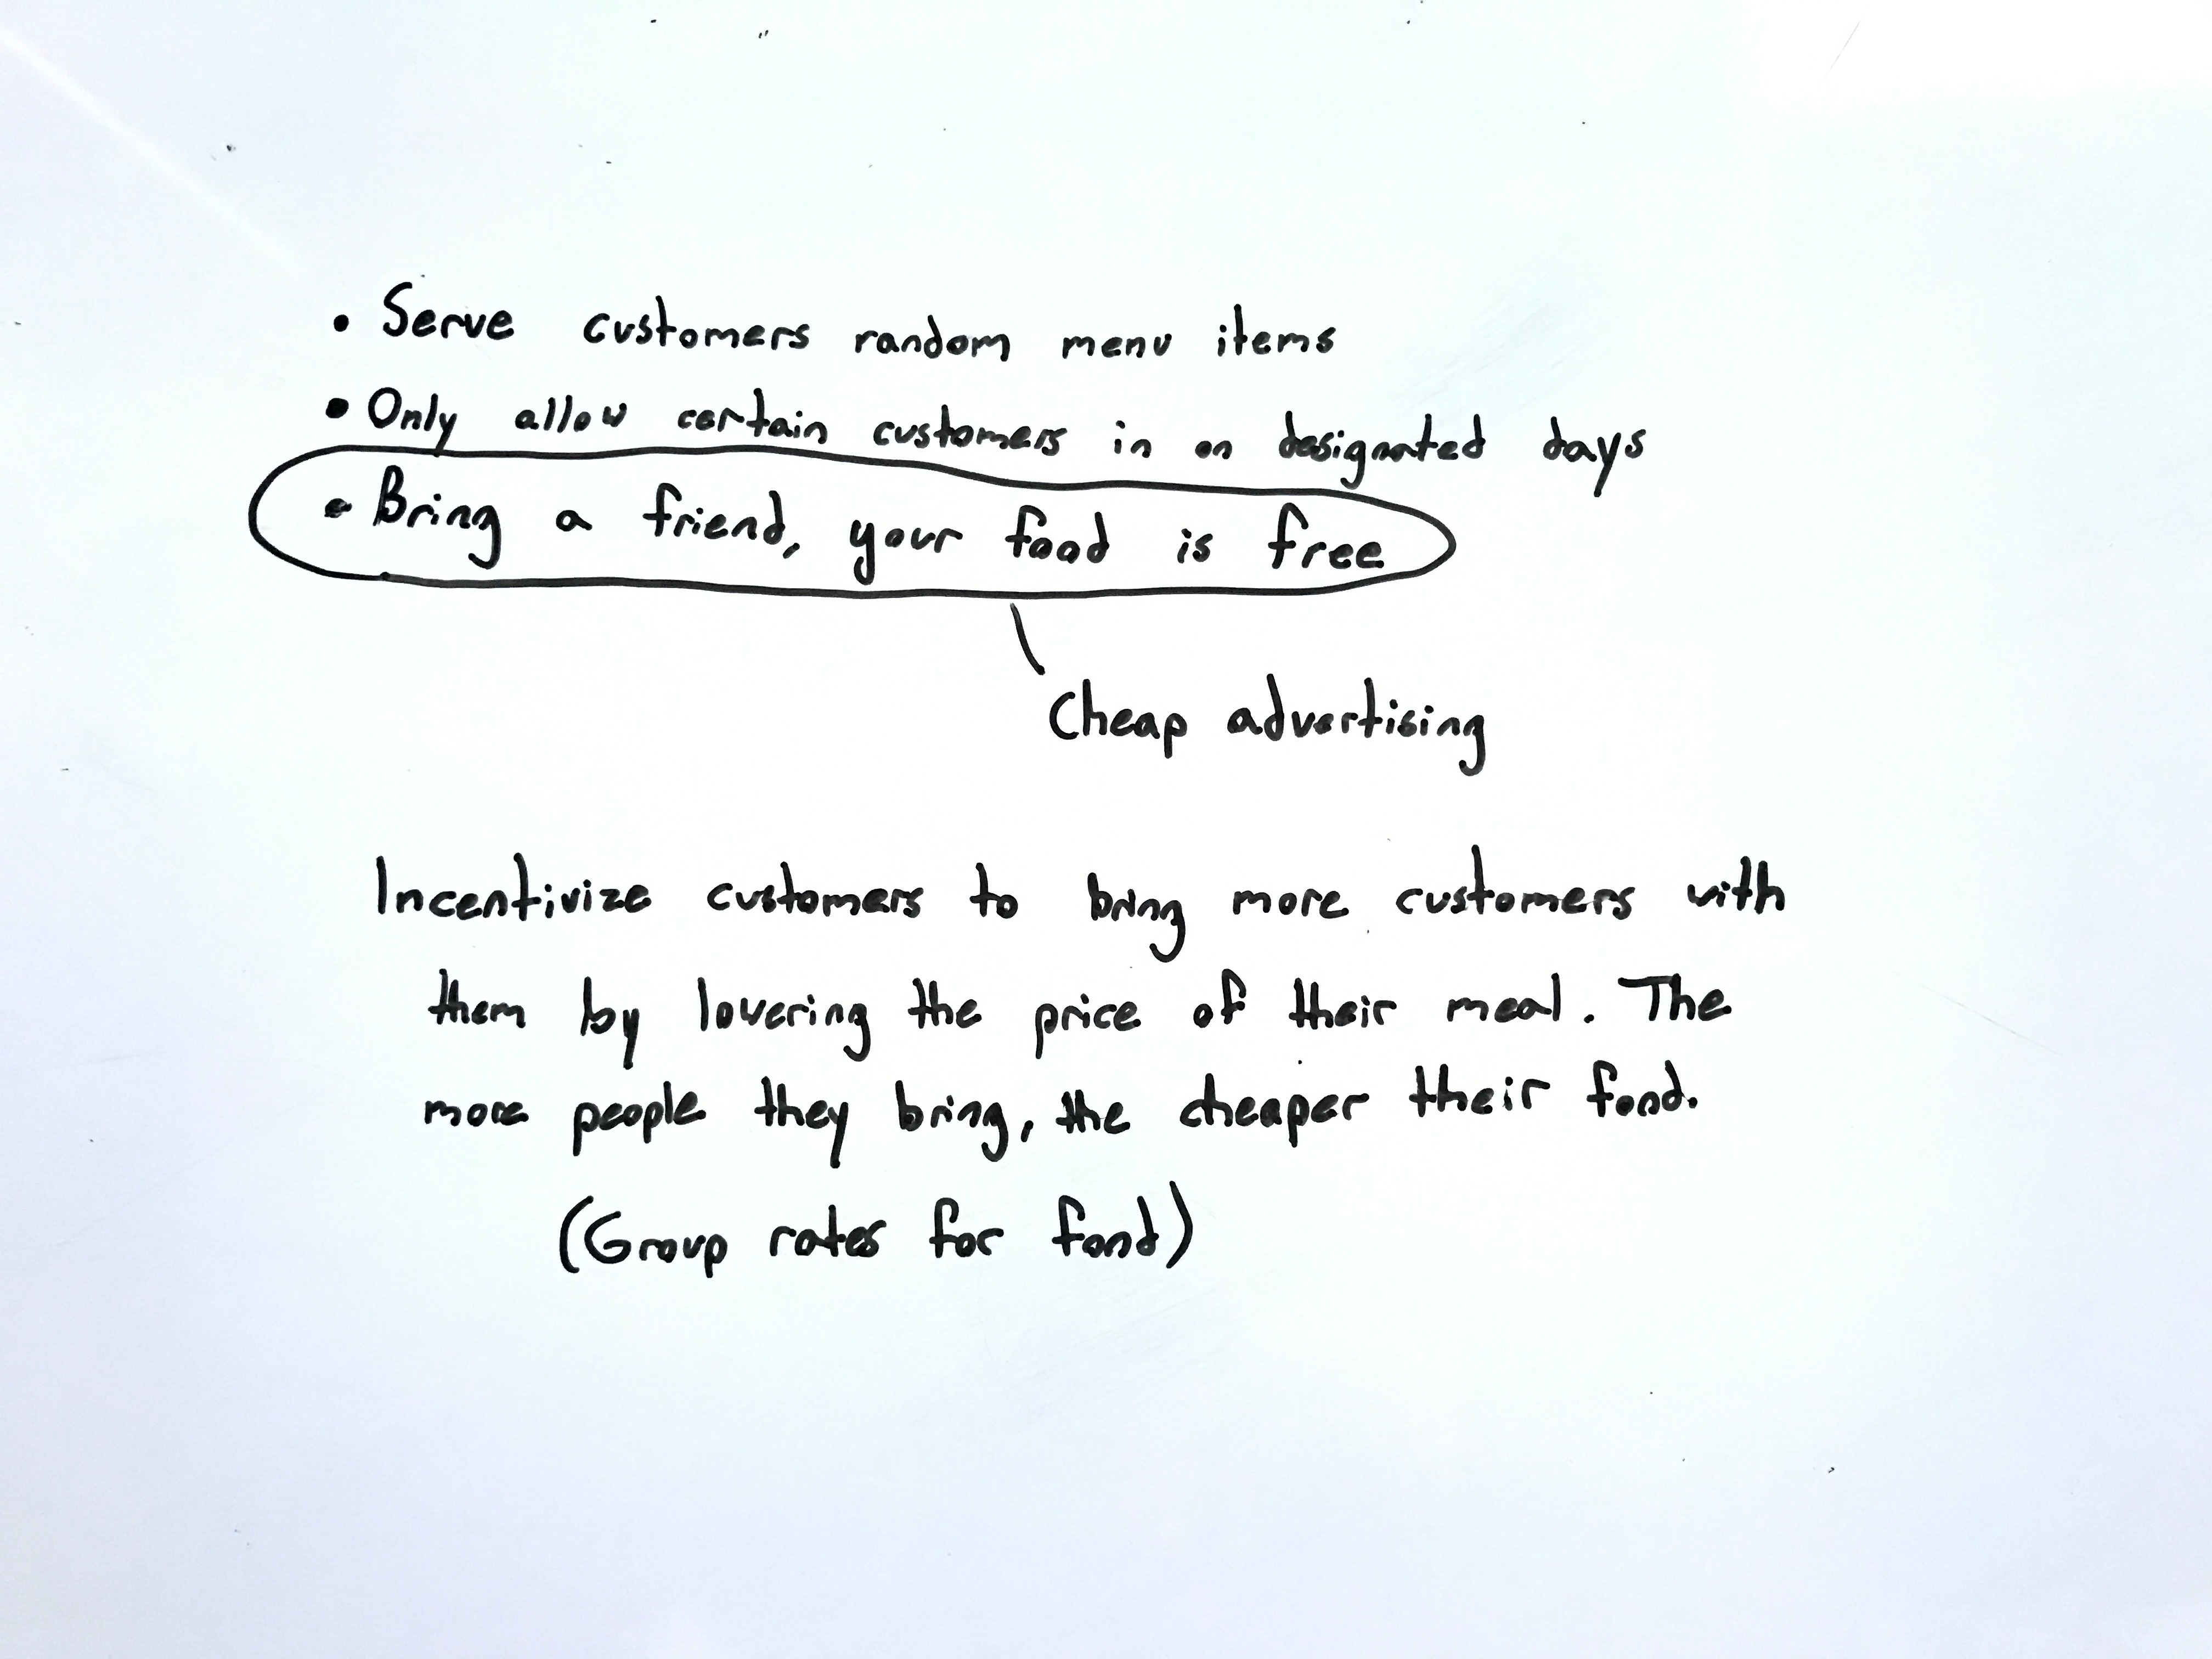 • Serve customers random menu items
• Only allow certain customers in on designated days
• Bring a friend, your food is free
Cheap advertising
Incentivize customers to bring more customers with
them by lowering the price of their meal. The
more people they bring, the cheaper their food.
(Group rates for food)